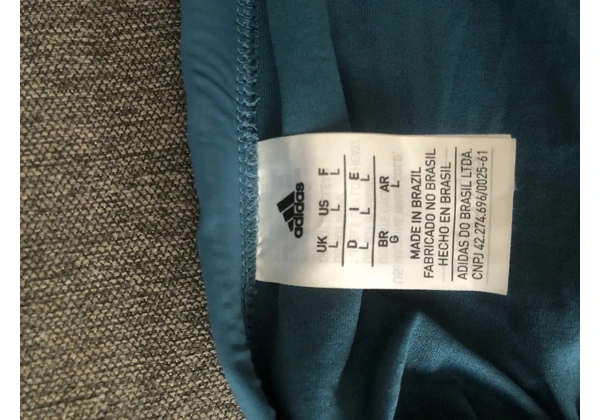 adidas
UK US F
L L L
D I E
L L L
BR AR
G L
MADE IN BRAZIL
FABRICADO NO BRASIL
HECHO EN BRASIL
ADIDAS DO BRASIL LTDA.
CNPJ 42.274.696/0025-61